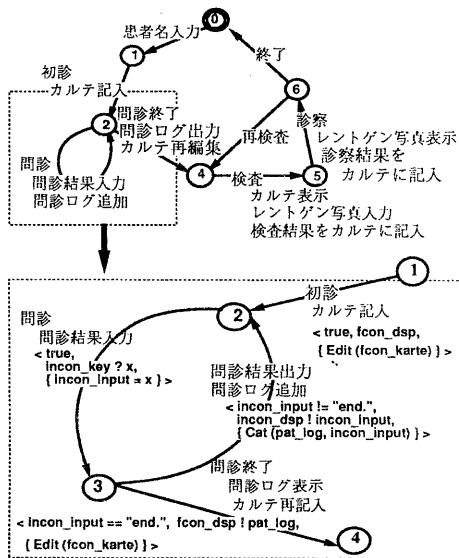 0
患者名入力
1
終了
初診
カルテ記入
6
2
問診終了
問診ログ出力
カルテ再編集
診察
レントゲン写真表示
診察結果を
カルテに記入
再検査
問診
問診結果入力
問診ログ追加
4
検査
5
カルテ表示
レントゲン写真入力
検査結果をカルテに記入
1
初診
カルテ記入
2
問診
問診結果入力
< true,
incon_key ? x,
{ incon_input = x } >
< true, fcon_dsp,
{ Edit (fcon_karte) } >
問診結果出力
問診ログ追加
< incon_input != "end.",
incon_dsp ! incon_input,
{ Cat (pat_log, incon_input) } >
3
問診終了
問診ログ表示
カルテ再記入
< incon_input == "end.", fcon_dsp ! pat_log,
{ Edit (fcon_karte) } >
4